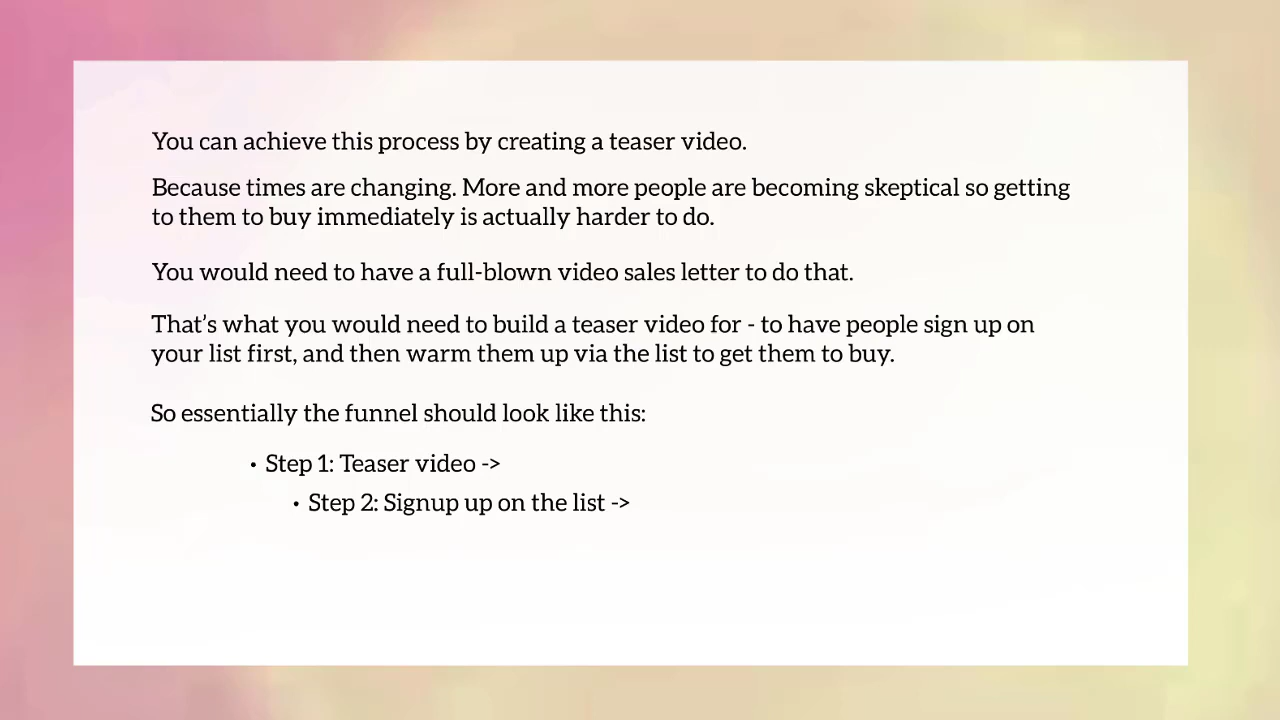 You can achieve this process by creating a teaser video.
Because times are changing. More and more people are becoming skeptical so getting
to them to buy immediately is actually harder to do.
You would need to have a full-blown video sales letter to do that.
That’s what you would need to build a teaser video for - to have people sign up on
your list first, and then warm them up via the list to get them to buy.
So essentially the funnel should look like this:
• Step 1: Teaser video ->
• Step 2: Signup up on the list ->